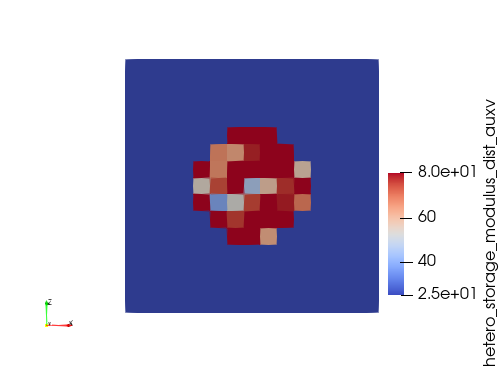 8.0e+01
60
40
2.5e+01
hetero_storage_modulus_dist_auxv
Z
Y
X